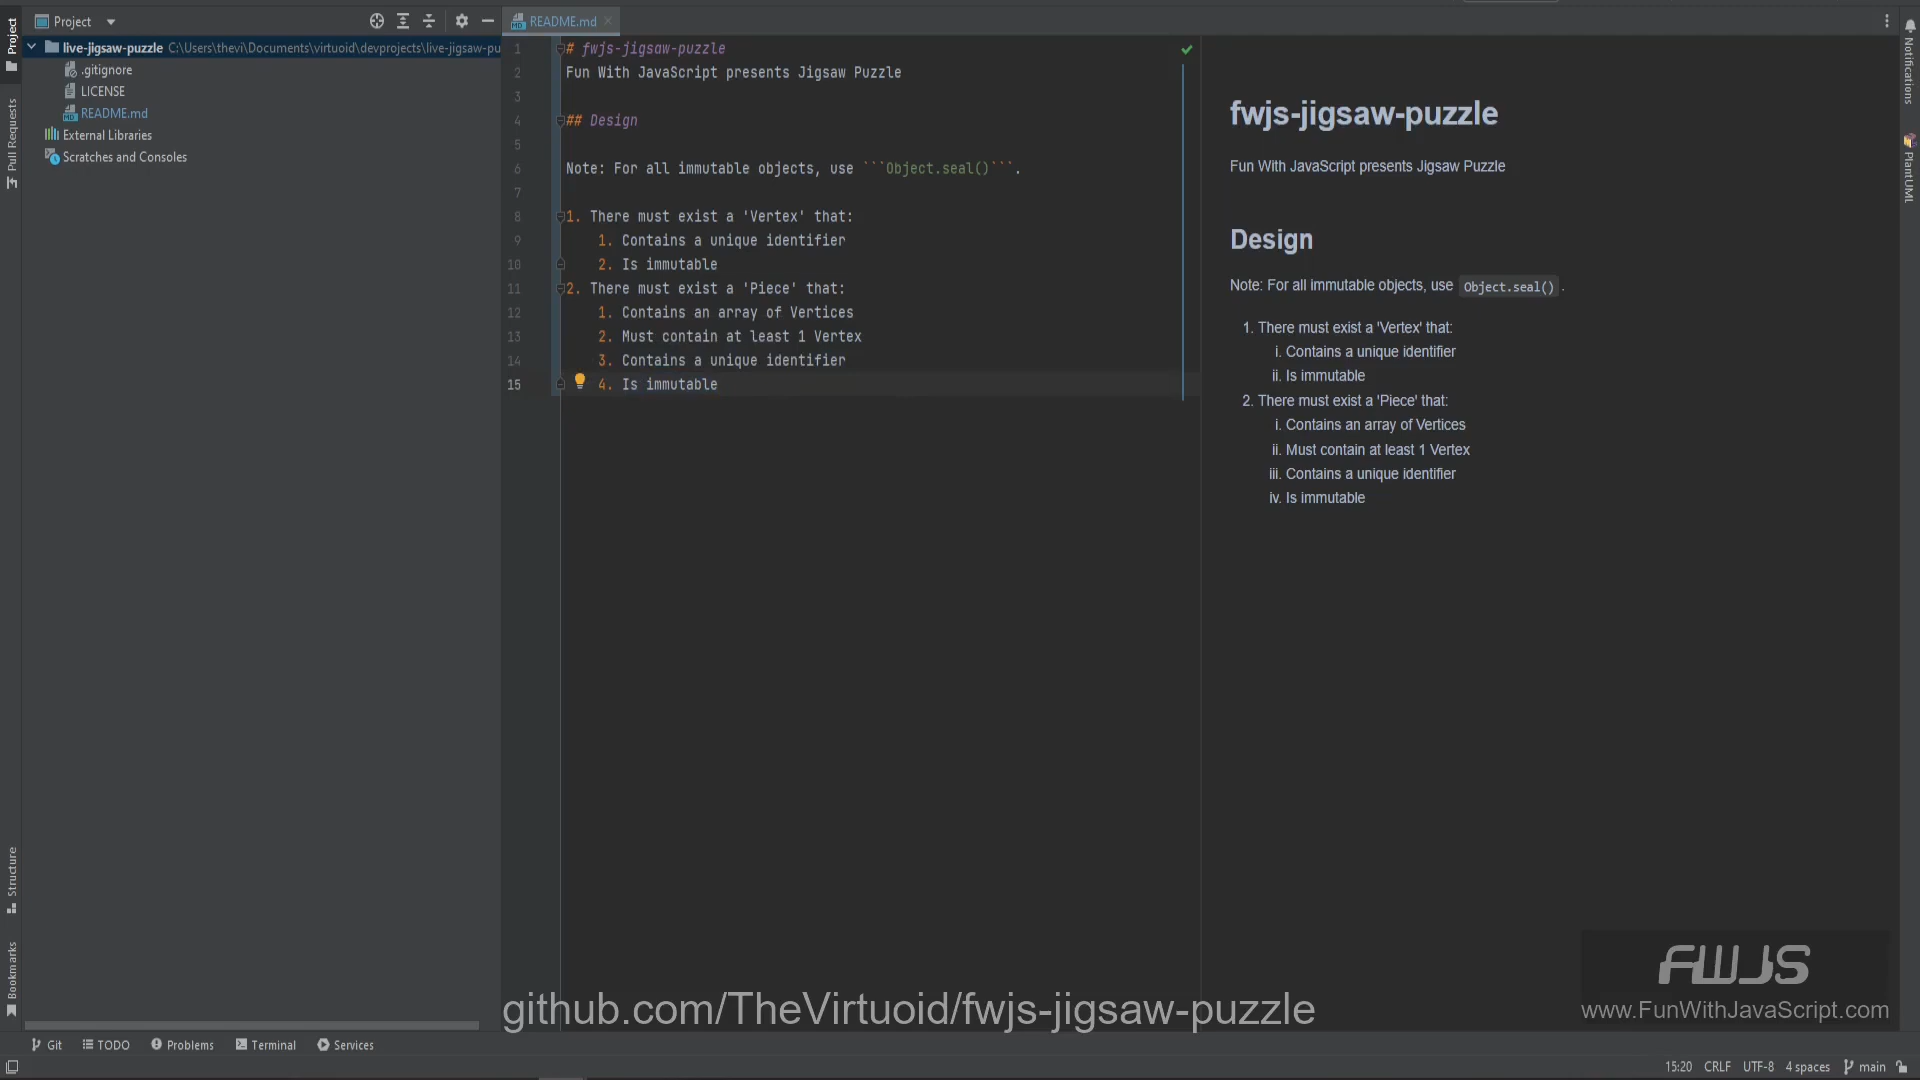 Project
README.md
live-jigsaw-puzzle C:\Users\thevi\Documents\virtuoid\devprojects\live-jigsaw-pu
.gitignore
LICENSE
README.md
External Libraries
Scratches and Consoles
Project
Pull Requests
Structure
Bookmarks
1 # fwjs-jigsaw-puzzle
2 Fun With JavaScript presents Jigsaw Puzzle
3
4 ## Design
5
6 Note: For all immutable objects, use ```Object.seal()```.
7
8 1. There must exist a 'Vertex' that:
9 1. Contains a unique identifier
10 2. Is immutable
11 2. There must exist a 'Piece' that:
12 1. Contains an array of Vertices
13 2. Must contain at least 1 Vertex
14 3. Contains a unique identifier
15 4. Is immutable
fwjs-jigsaw-puzzle
Fun With JavaScript presents Jigsaw Puzzle
Design
Note: For all immutable objects, use Object.seal() .
1. There must exist a 'Vertex' that:
i. Contains a unique identifier
ii. Is immutable
2. There must exist a 'Piece' that:
i. Contains an array of Vertices
ii. Must contain at least 1 Vertex
iii. Contains a unique identifier
iv. Is immutable
Notifications
PlantUML
FWJS
www.FunWithJavaScript.com
github.com/TheVirtuoid/fwjs-jigsaw-puzzle
Git TODO Problems Terminal Services
15:20 CRLF UTF-8 4 spaces main